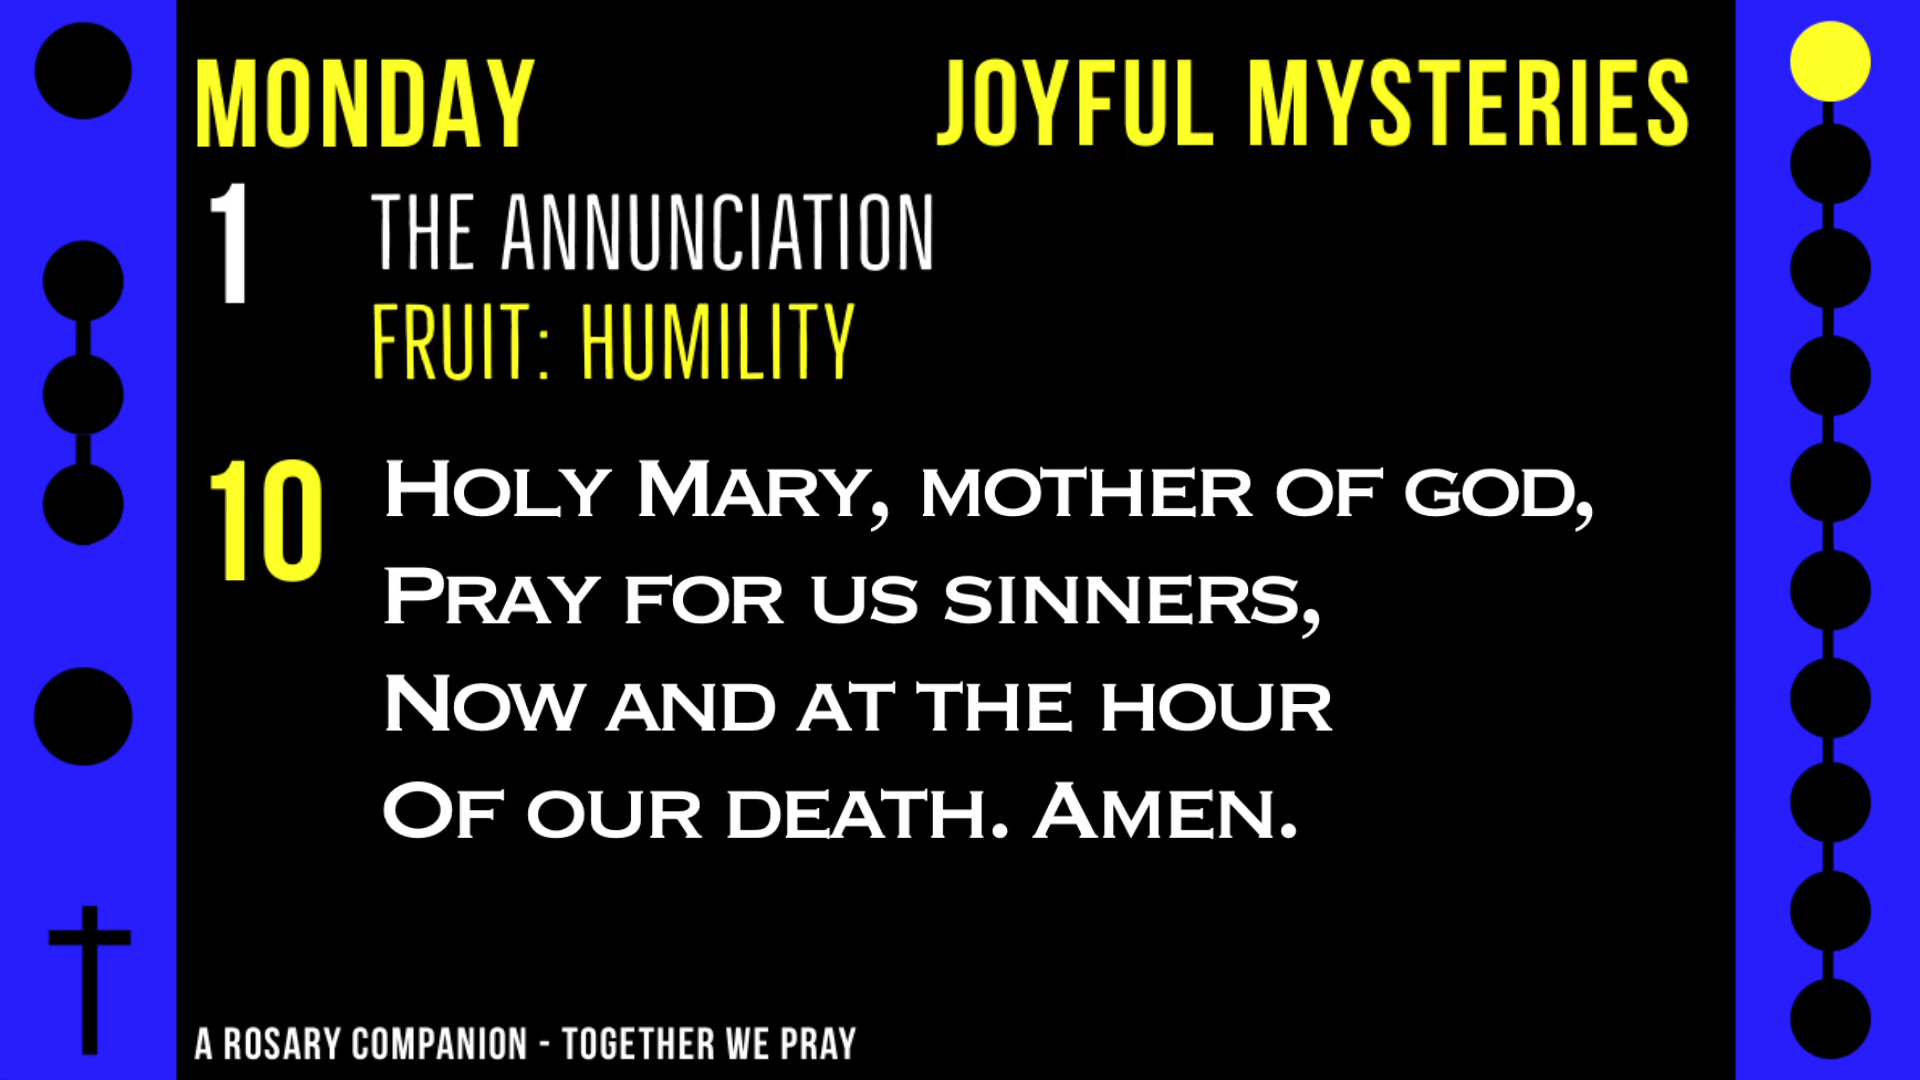 MONDAY JOYFUL MYSTERIES
1 THE ANNUNCIATION
FRUIT: HUMILITY
10 HOLY MARY, MOTHER OF GOD,
PRAY FOR US SINNERS,
NOW AND AT THE HOUR
OF OUR DEATH. AMEN.
A ROSARY COMPANION - TOGETHER WE PRAY